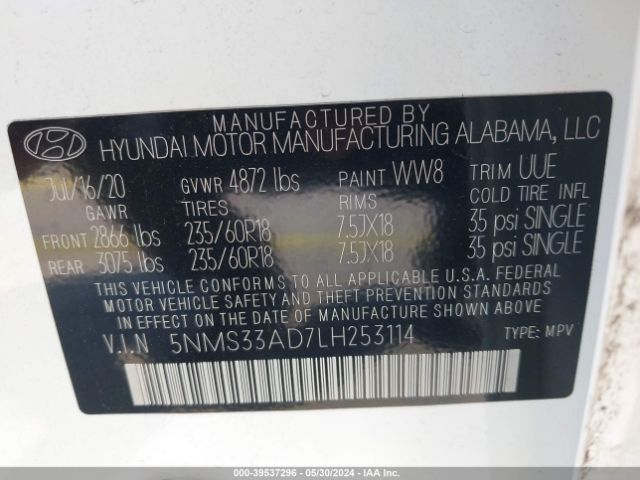 MANUFACTURED BY
HYUNDAI MOTOR MANUFACTURING ALABAMA, LLC
Jul/16/20 GVWR 4872 lbs PAINT WW8 TRIM UUE
GAWR TIRES RIMS COLD TIRE INFL
FRONT 2866 lbs 235/60R18 7.5JX18 35 psi SINGLE
REAR 3075 lbs 235/60R18 7.5JX18 35 psi SINGLE
THIS VEHICLE CONFORMS TO ALL APPLICABLE U.S.A. FEDERAL
MOTOR VEHICLE SAFETY AND THEFT PREVENTION STANDARDS
IN EFFECT ON THE DATE OF MANUFACTURE SHOWN ABOVE.
V.I.N 5NMS33AD7LH253114 TYPE: MPV
000-39537296 - 05/30/2024 - IAA Inc.